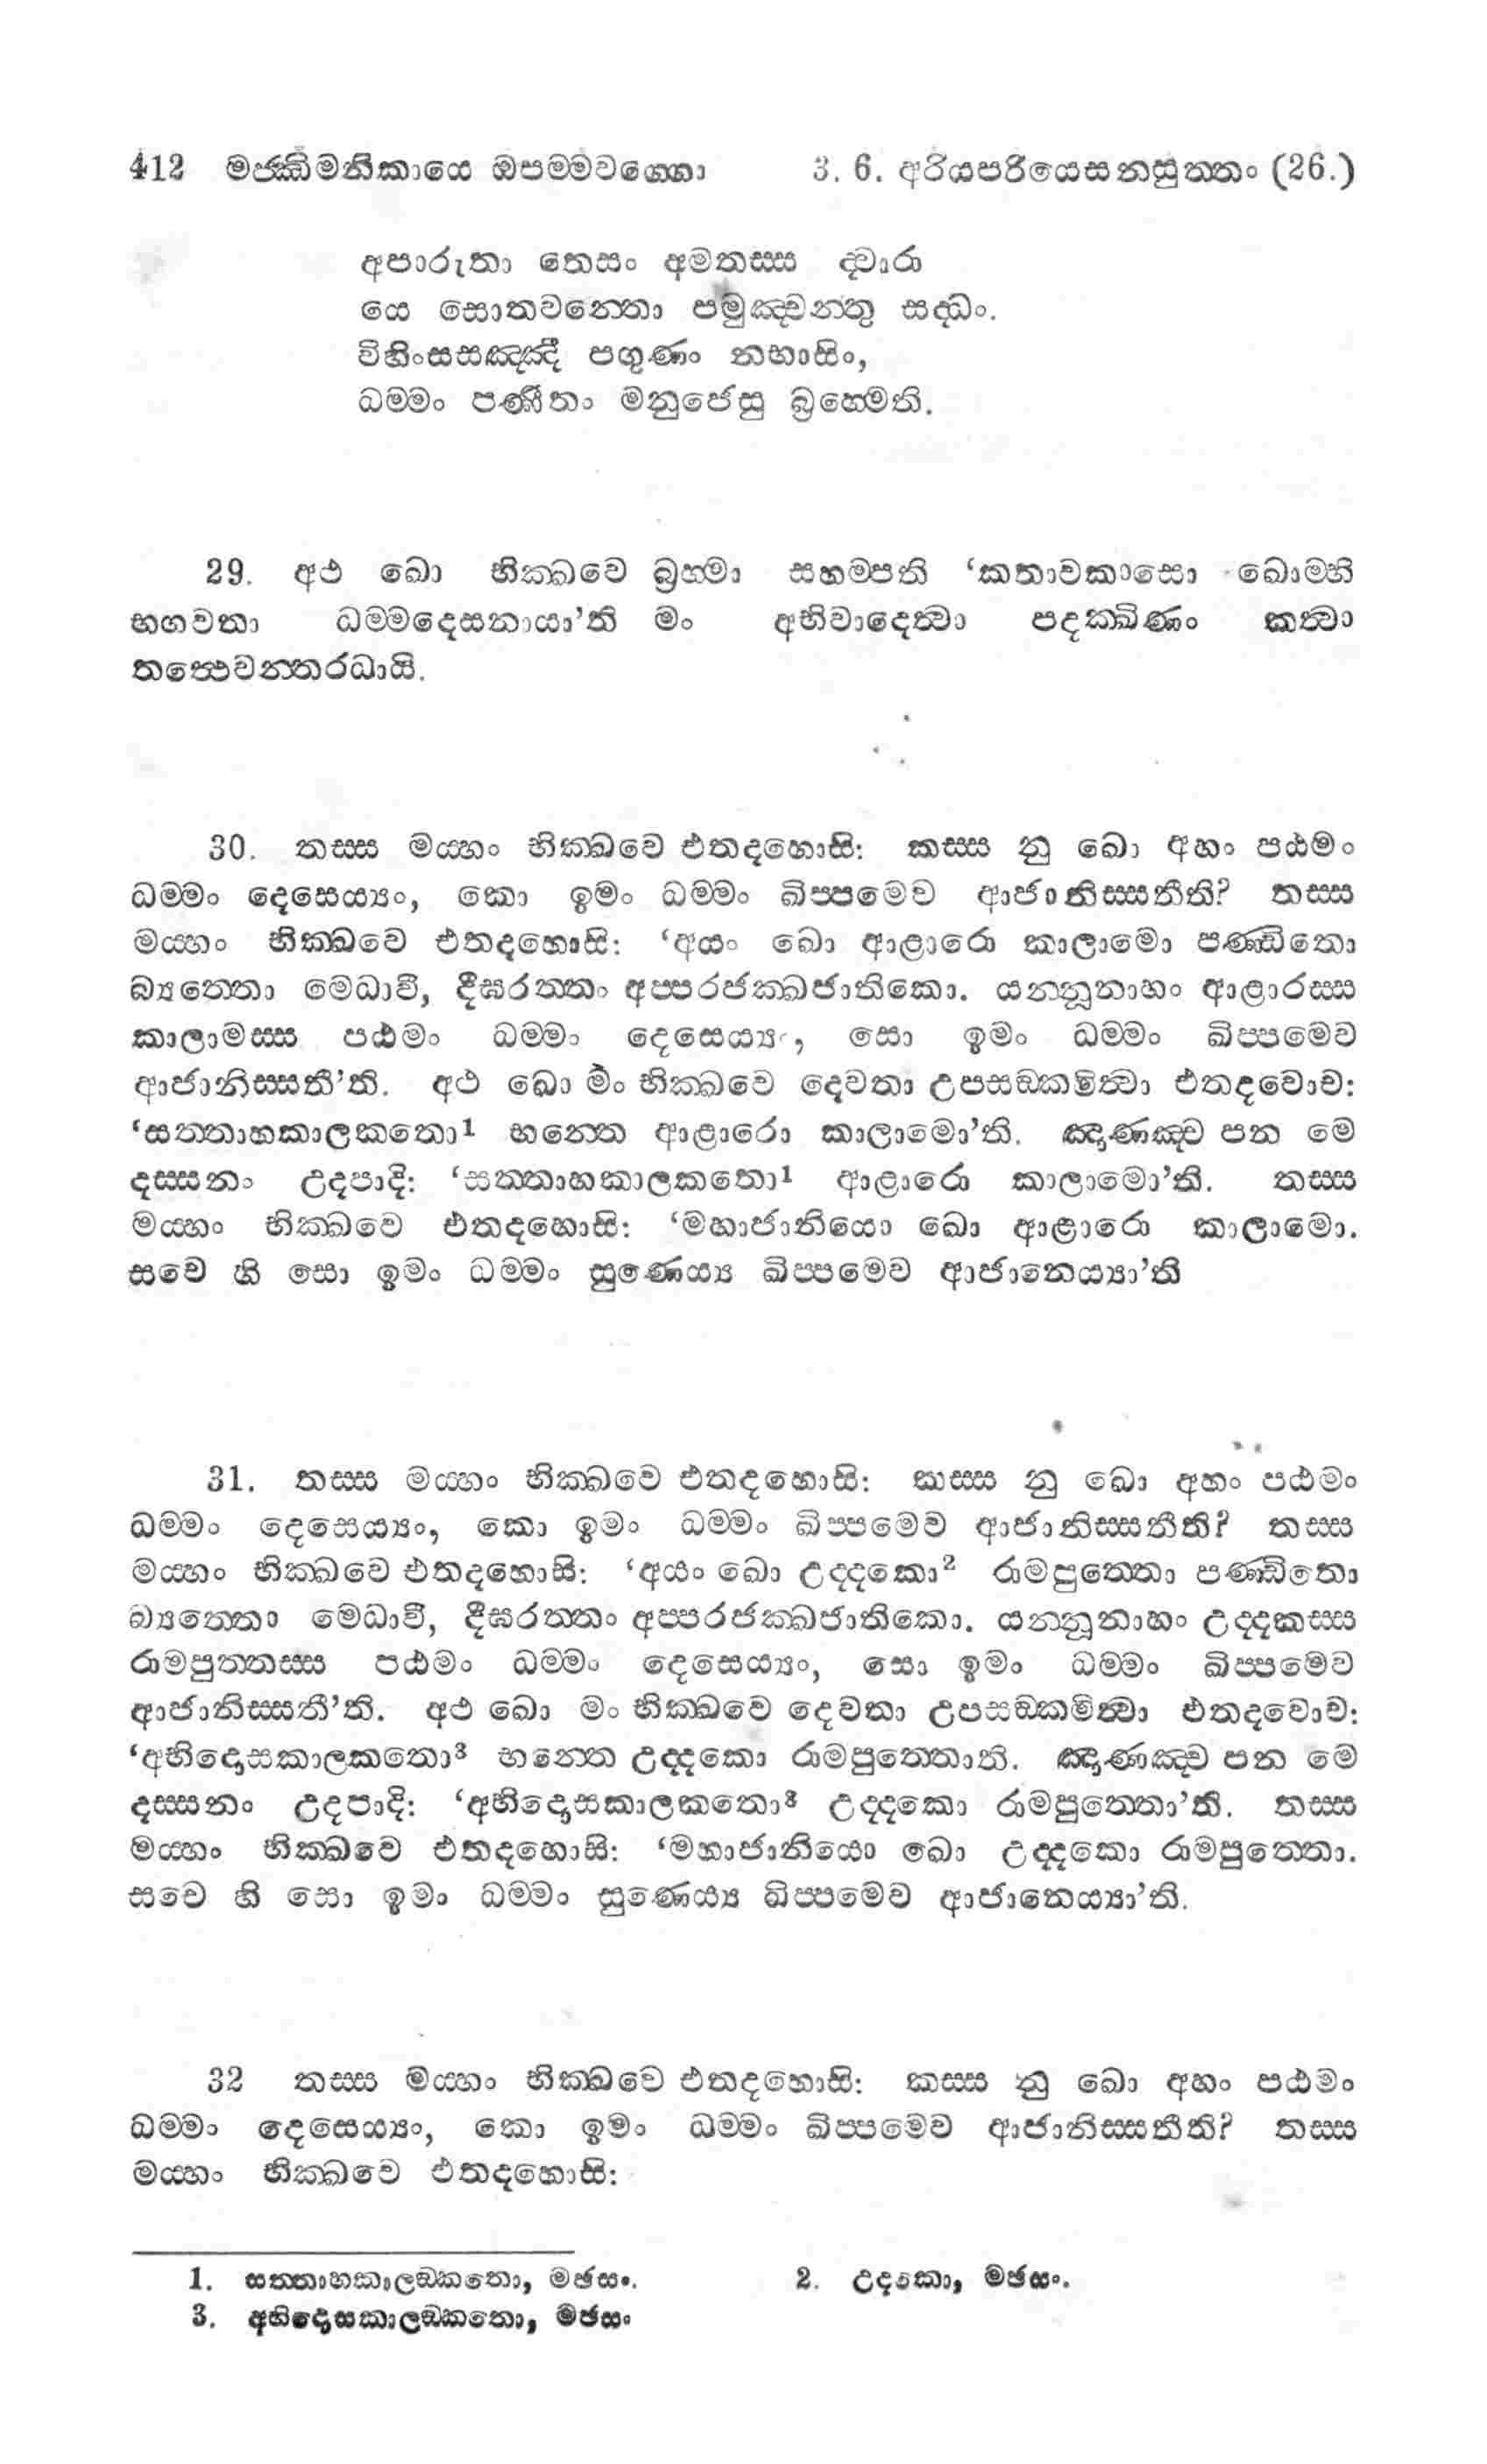 412 මජ්ඣිමනිකායෙ ඔපම්මවග්ගො 3. 6. අරියපරියෙසනසුත්තං (26.)
අපාරුතා තෙසං අමතස්ස ද්වාරා
යෙ සොතවන්තො පමුඤ්චන්තු සද්ධං.
විහිංසසඤ්ඤී පගුණං නභාසිං,
ධම්මං පණීතං මනුජෙසු බ්‍රහ්මෙති.
29. අථ ඛො භික්ඛවෙ බ්‍රහ්මා සහම්පති ‘කතාවකාසො ඛොම්හි
භගවතා ධම්මදෙසනායා’ති මං අභිවාදෙත්වා පදක්ඛිණං කත්වා
තත්ථෙවන්තරධායි.
30. තස්ස මය්හං භික්ඛවෙ එතදහොසි: කස්ස නු ඛො අහං පඨමං
ධම්මං දෙසෙය්‍යං, කො ඉමං ධම්මං ඛිප්පමෙව ආජානිස්සතීති? තස්ස
මය්හං භික්ඛවෙ එතදහොසි: ‘අයං ඛො ආළාරො කාලාමො පණ්ඩිතො
බ්‍යත්තො මෙධාවී, දීඝරත්තං අප්පරජක්ඛජාතිකො. යන්නූනාහං ආළාරස්ස
කාලාමස්ස පඨමං ධම්මං දෙසෙය්‍යං, සො ඉමං ධම්මං ඛිප්පමෙව
ආජානිස්සතී’ති. අථ ඛො මං භික්ඛවෙ දෙවතා උපසඞ්කමිත්වා එතදවොච:
‘සත්තාහකාලකතො¹ භන්තෙ ආළාරො කාලාමො’ති. ඤාණඤ්ච පන මෙ
දස්සනං උදපාදි: ‘සත්තාහකාලකතො¹ ආළාරො කාලාමො’ති. තස්ස
මය්හං භික්ඛවෙ එතදහොසි: ‘මහාජානියො ඛො ආළාරො කාලාමො.
සචෙ හි සො ඉමං ධම්මං සුණෙය්‍ය ඛිප්පමෙව ආජානෙය්‍යා’ති
31. තස්ස මය්හං භික්ඛවෙ එතදහොසි: කස්ස නු ඛො අහං පඨමං
ධම්මං දෙසෙය්‍යං, කො ඉමං ධම්මං ඛිප්පමෙව ආජානිස්සතීති? තස්ස
මය්හං භික්ඛවෙ එතදහොසි: ‘අයං ඛො උද්දකො² රාමපුත්තො පණ්ඩිතො
බ්‍යත්තො මෙධාවී, දීඝරත්තං අප්පරජක්ඛජාතිකො. යන්නූනාහං උද්දකස්ස
රාමපුත්තස්ස පඨමං ධම්මං දෙසෙය්‍යං, සො ඉමං ධම්මං ඛිප්පමෙව
ආජානිස්සතී’ති. අථ ඛො මං භික්ඛවෙ දෙවතා උපසඞ්කමිත්වා එතදවොච:
‘අභිදොසකාලකතො³ භන්තෙ උද්දකො රාමපුත්තොති. ඤාණඤ්ච පන මෙ
දස්සනං උදපාදි: ‘අභිදොසකාලකතො³ උද්දකො රාමපුත්තො’ති. තස්ස
මය්හං භික්ඛවෙ එතදහොසි: ‘මහාජානියො ඛො උද්දකො රාමපුත්තො.
සචෙ හි සො ඉමං ධම්මං සුණෙය්‍ය ඛිප්පමෙව ආජානෙය්‍යා’ති.
32 තස්ස මය්හං භික්ඛවෙ එතදහොසි: කස්ස නු ඛො අහං පඨමං
ධම්මං දෙසෙය්‍යං, කො ඉමං ධම්මං ඛිප්පමෙව ආජානිස්සතීති? තස්ස
මය්හං භික්ඛවෙ එතදහොසි:
1. සත්තාහකාලඞ්කතො, මඡසං. 2. උදකො, මඡසං.
3. අභිදොසකාලඞ්කතො, මඡසං